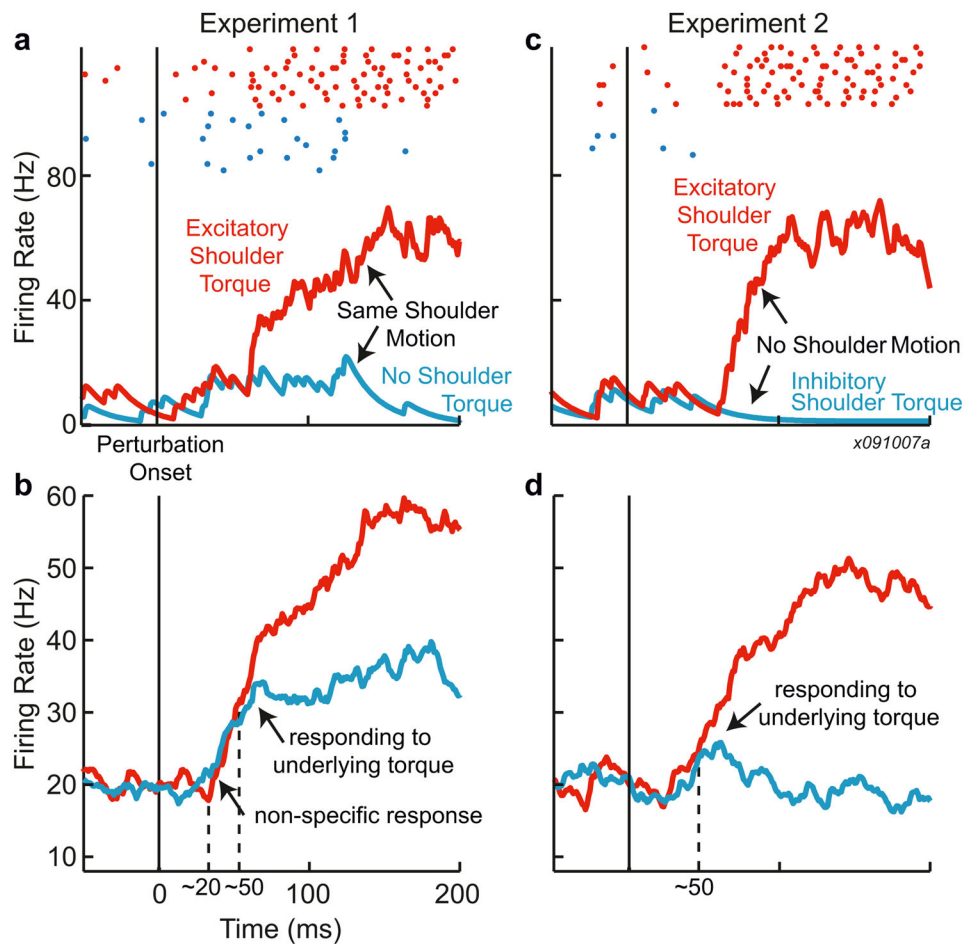 Experiment 1
Experiment 2
a
c
Firing Rate (Hz)
80
40
0
Excitatory
Shoulder
Torque
Same Shoulder
Motion
No Shoulder
Torque
Perturbation
Onset
Excitatory
Shoulder
Torque
No Shoulder Motion
Inhibitory
Shoulder Torque
x091007a
b
Firing Rate (Hz)
60
50
40
30
20
10
responding to
underlying torque
non-specific response
0
~20
~50
100
200
Time (ms)
d
responding to
underlying torque
~50